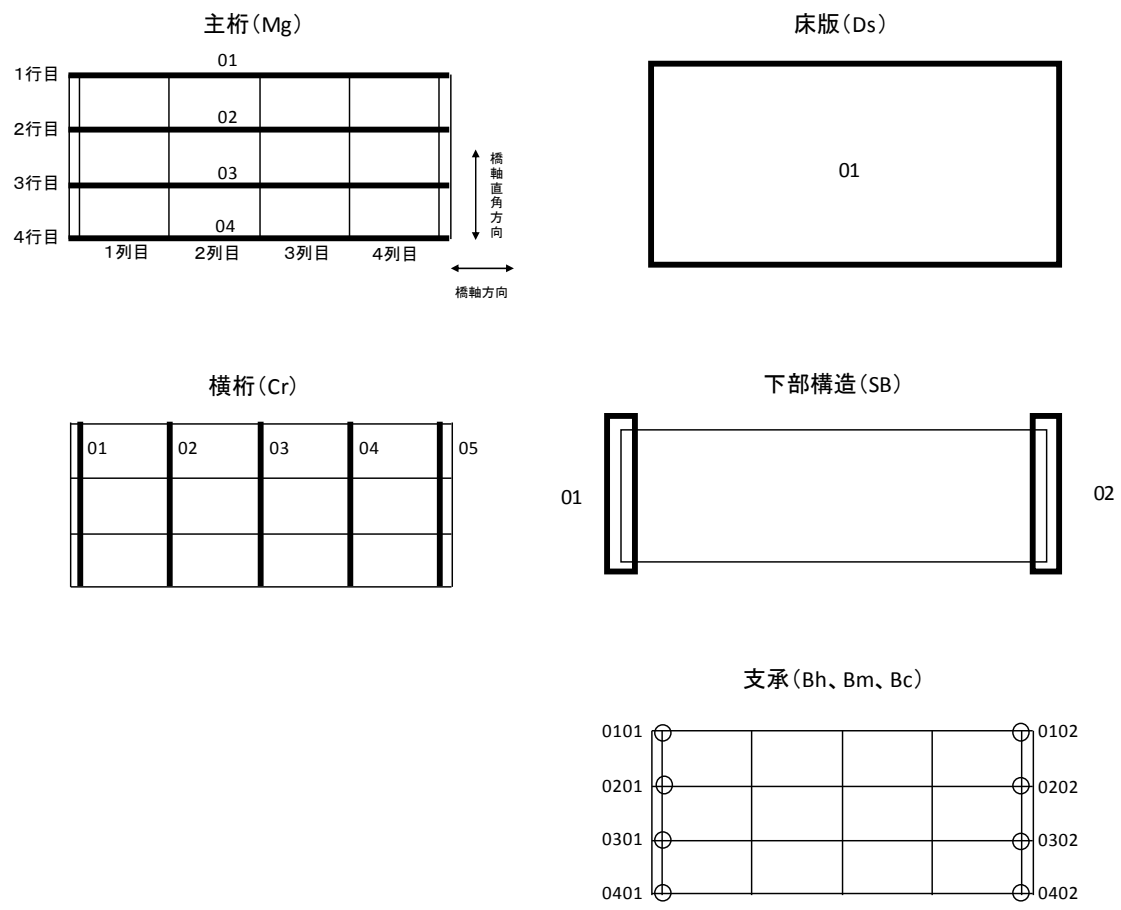 主桁（Mg）
01
1行目
02
2行目
03
3行目
04
4行目
1列目 2列目 3列目 4列目
橋軸直角方向
橋軸方向
床版（Ds）
01
横桁（Cr）
01 02 03 04 05
下部構造（SB）
01 02
支承（Bh、Bm、Bc）
0101 0102
0201 0202
0301 0302
0401 0402